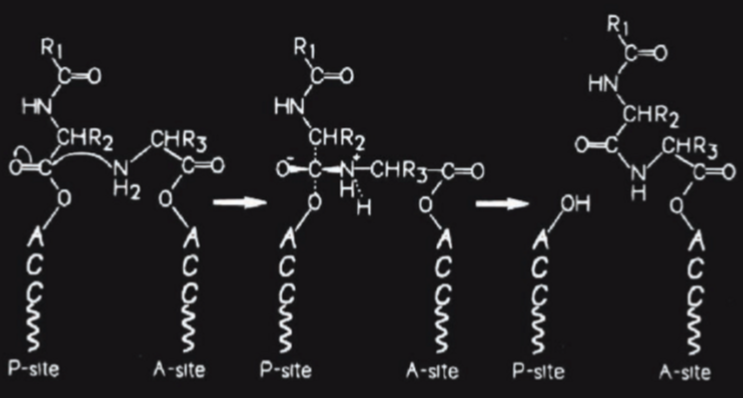 R1
C=O
HN
CHR2
CHR3
O=C
N
H2
C=O
O
O
A
C
C
A
C
C
P-site
A-site
R1
C=O
HN
CHR2
O-
C
N+
CHR3
C=O
H
H
O
O
A
C
C
A
C
C
P-site
A-site
R1
C=O
HN
CHR2
O=C
CHR3
N
H
C=O
OH
O
A
C
C
A
C
C
P-site
A-site